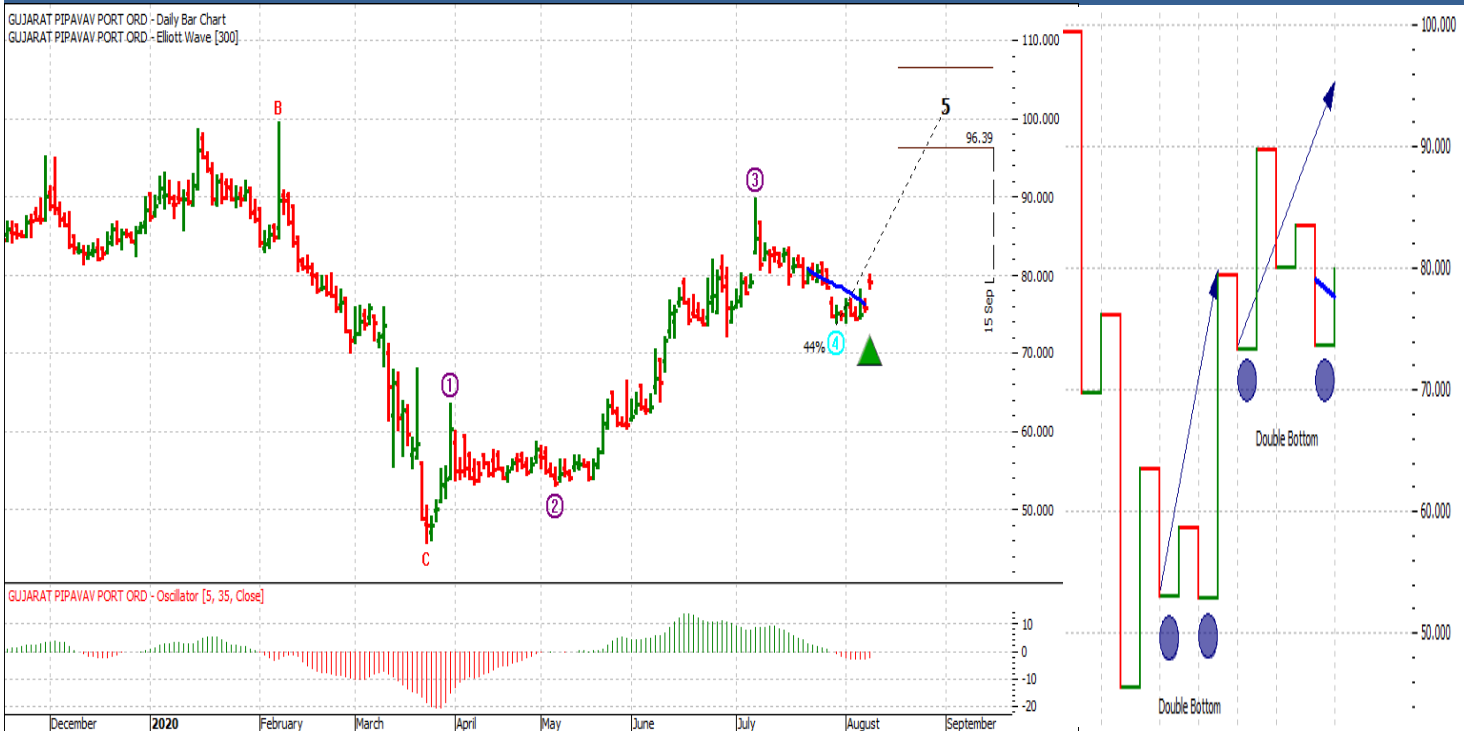 GUJARAT PIPAVAV PORT ORD - Daily Bar Chart
GUJARAT PIPAVAV PORT ORD - Elliott Wave [300]
110.000
100.000
90.000
80.000
70.000
60.000
50.000
B
C
1
2
3
4
44%
5
96.39
15 Sep L
GUJARAT PIPAVAV PORT ORD - Oscillator [5, 35, Close]
10
0
-10
-20
December 2020 February March April May June July August September
100.000
90.000
80.000
70.000
60.000
50.000
Double Bottom
Double Bottom